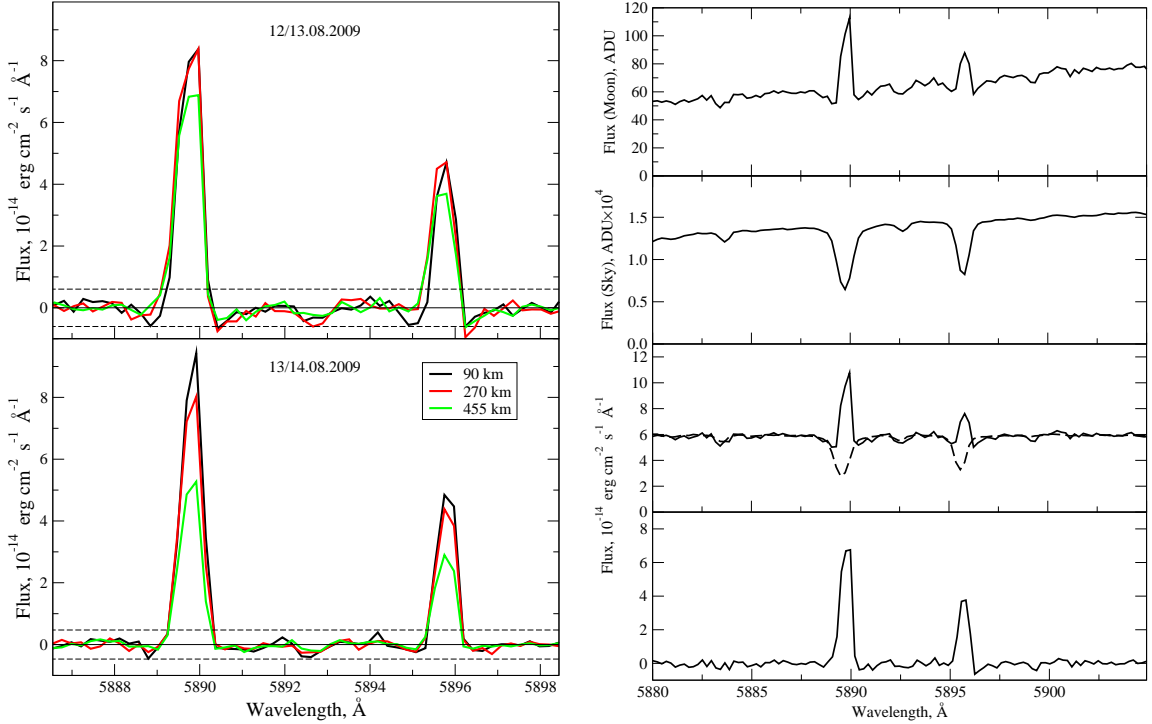 12/13.08.2009
8
6
4
2
0
Flux, 10⁻¹⁴ erg cm⁻² s⁻¹ Å⁻¹
13/14.08.2009
90 km
270 km
455 km
8
6
4
2
0
Flux, 10⁻¹⁴ erg cm⁻² s⁻¹ Å⁻¹
5888 5890 5892 5894 5896 5898
Wavelength, Å
120
100
80
60
40
20
0
Flux (Moon), ADU
1.5
1.0
0.5
0.0
Flux (Sky), ADU×10⁴
12
10
8
6
4
2
0
8
6
4
2
0
Flux, 10⁻¹⁴ erg cm⁻² s⁻¹ Å⁻¹
5880 5885 5890 5895 5900
Wavelength, Å